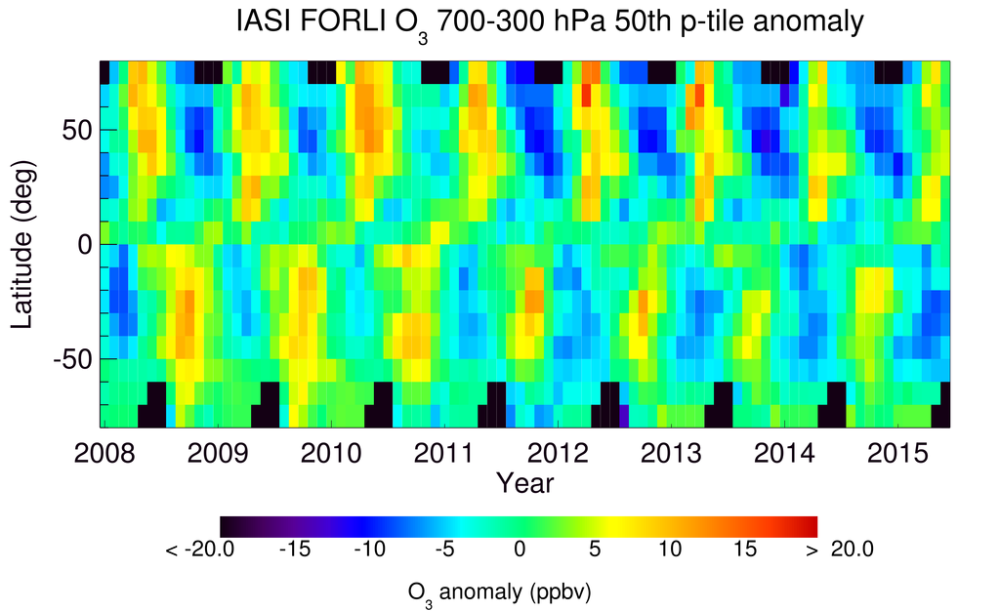 IASI FORLI O3 700-300 hPa 50th p-tile anomaly
Latitude (deg)
50
0
-50
2008 2009 2010 2011 2012 2013 2014 2015
Year
< -20.0 -15 -10 -5 0 5 10 15 > 20.0
O3 anomaly (ppbv)